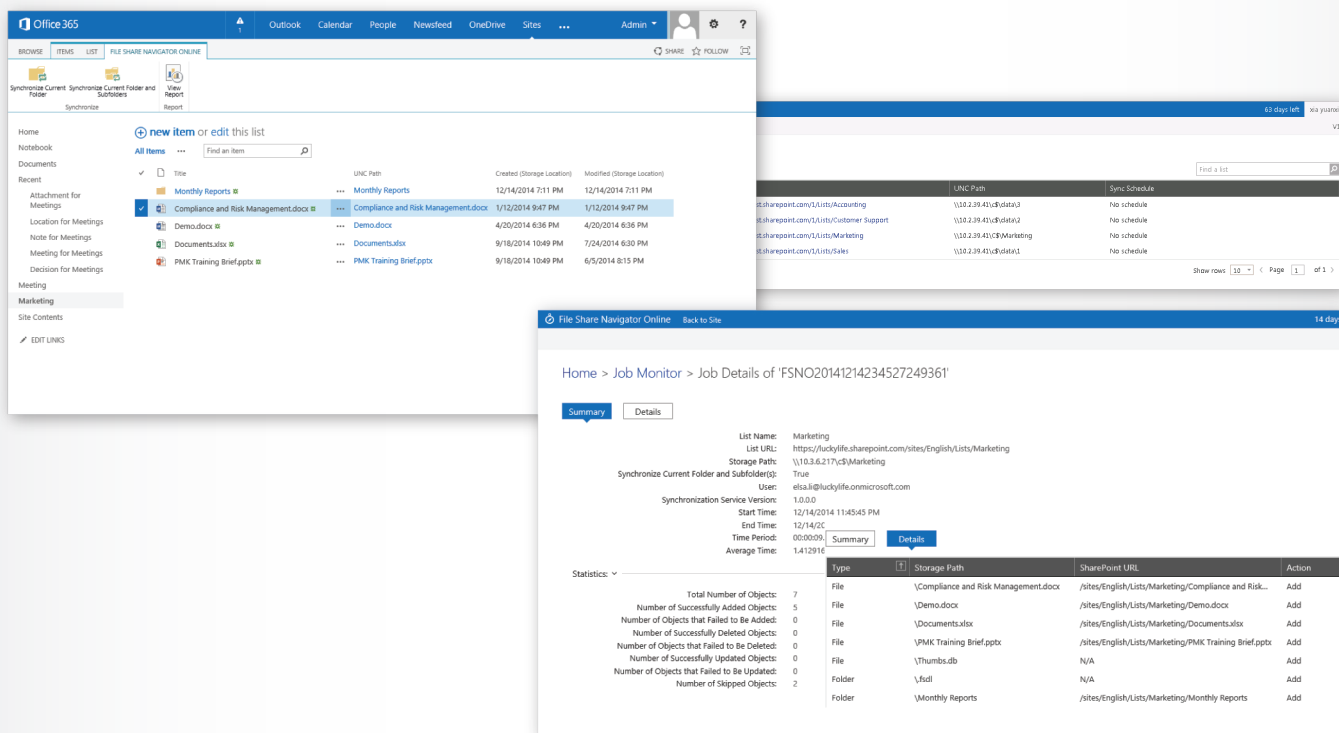 Office 365
1
Outlook Calendar People Newsfeed OneDrive Sites ... Admin
?
BROWSE ITEMS LIST FILE SHARE NAVIGATOR ONLINE
SHARE FOLLOW
Synchronize Current Folder
Synchronize Current Folder and Subfolders
View Report
Synchronize Report
Home
Notebook
Documents
Recent
Attachment for Meetings
Location for Meetings
Note for Meetings
Meeting for Meetings
Decision for Meetings
Meeting
Marketing
Site Contents
EDIT LINKS
new item or edit this list
All Items ... Find an item
Title UNC Path Created (Storage Location) Modified (Storage Location)
Monthly Reports ... Monthly Reports 12/14/2014 7:11 PM 12/14/2014 7:11 PM
Compliance and Risk Management.docx ... Compliance and Risk Management.docx 1/12/2014 9:47 PM 1/12/2014 9:47 PM
Demo.docx ... Demo.docx 4/20/2014 6:36 PM 4/20/2014 6:36 PM
Documents.xlsx ... Documents.xlsx 9/18/2014 10:49 PM 7/24/2014 6:30 PM
PMK Training Brief.pptx ... PMK Training Brief.pptx 9/18/2014 10:49 PM 6/5/2014 8:15 PM
63 days left xia yuanxi
V1
Find a list
UNC Path Sync Schedule
st.sharepoint.com/1/Lists/Accounting \\10.2.39.41\c$\data\3 No schedule
st.sharepoint.com/1/Lists/Customer Support \\10.2.39.41\c$\data\2 No schedule
st.sharepoint.com/1/Lists/Marketing \\10.2.39.41\C$\Marketing No schedule
st.sharepoint.com/1/Lists/Sales \\10.2.39.41\c$\data\1 No schedule
Show rows 10 < Page 1 of 1 >
File Share Navigator Online Back to Site 14 day
Home > Job Monitor > Job Details of 'FSNO20141214234527249361'
Summary Details
List Name: Marketing
List URL: https://luckylife.sharepoint.com/sites/English/Lists/Marketing
Storage Path: \\10.3.6.217\c$\Marketing
Synchronize Current Folder and Subfolder(s): True
User: elsa.li@luckylife.onmicrosoft.com
Synchronization Service Version: 1.0.0.0
Start Time: 12/14/2014 11:45:45 PM
End Time: 12/14/20
Time Period: 00:00:09.
Average Time: 1.412916
Statistics:
Total Number of Objects: 7
Number of Successfully Added Objects: 5
Number of Objects that Failed to Be Added: 0
Number of Successfully Deleted Objects: 0
Number of Objects that Failed to Be Deleted: 0
Number of Successfully Updated Objects: 0
Number of Objects that Failed to Be Updated: 0
Number of Skipped Objects: 2
Summary Details
Type Storage Path SharePoint URL Action
File \Compliance and Risk Management.docx /sites/English/Lists/Marketing/Compliance and Risk... Add
File \Demo.docx /sites/English/Lists/Marketing/Demo.docx Add
File \Documents.xlsx /sites/English/Lists/Marketing/Documents.xlsx Add
File \PMK Training Brief.pptx /sites/English/Lists/Marketing/PMK Training Brief.pptx Add
File \Thumbs.db N/A Add
Folder \.fsdl N/A Add
Folder \Monthly Reports /sites/English/Lists/Marketing/Monthly Reports Add